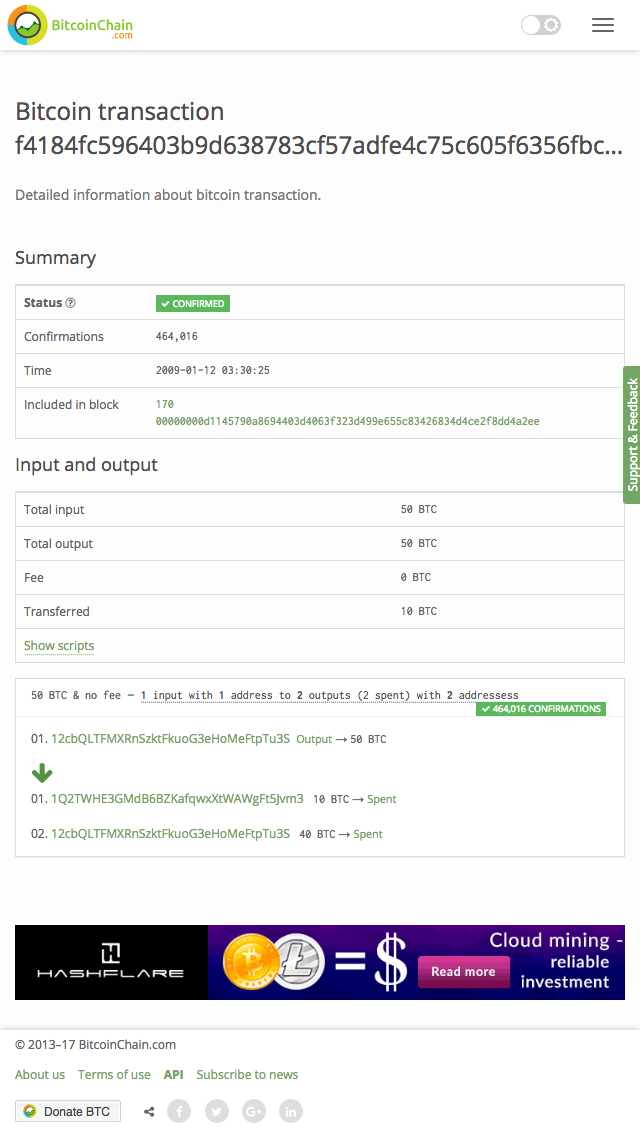 BitcoinChain
.com
Bitcoin transaction
f4184fc596403b9d638783cf57adfe4c75c605f6356fbc...
Detailed information about bitcoin transaction.
Summary
Status ? ✔ CONFIRMED
Confirmations 464,016
Time 2009-01-12 03:30:25
Included in block 170
00000000d1145790a8694403d4063f323d499e655c83426834d4ce2f8dd4a2ee
Support & Feedback
Input and output
Total input 50 BTC
Total output 50 BTC
Fee 0 BTC
Transferred 10 BTC
Show scripts
50 BTC & no fee — 1 input with 1 address to 2 outputs (2 spent) with 2 addressess
✔ 464,016 CONFIRMATIONS
01. 12cbQLTFMXRnSzktFkuoG3eHoMeFtpTu3S Output → 50 BTC
01. 1Q2TWHE3GMdB6BZKafqwxXtWAWgFt5Jvm3 10 BTC → Spent
02. 12cbQLTFMXRnSzktFkuoG3eHoMeFtpTu3S 40 BTC → Spent
HASHFLARE
= $
Cloud mining -
reliable
investment
Read more
© 2013–17 BitcoinChain.com
About us Terms of use API Subscribe to news
Donate BTC f G+ in